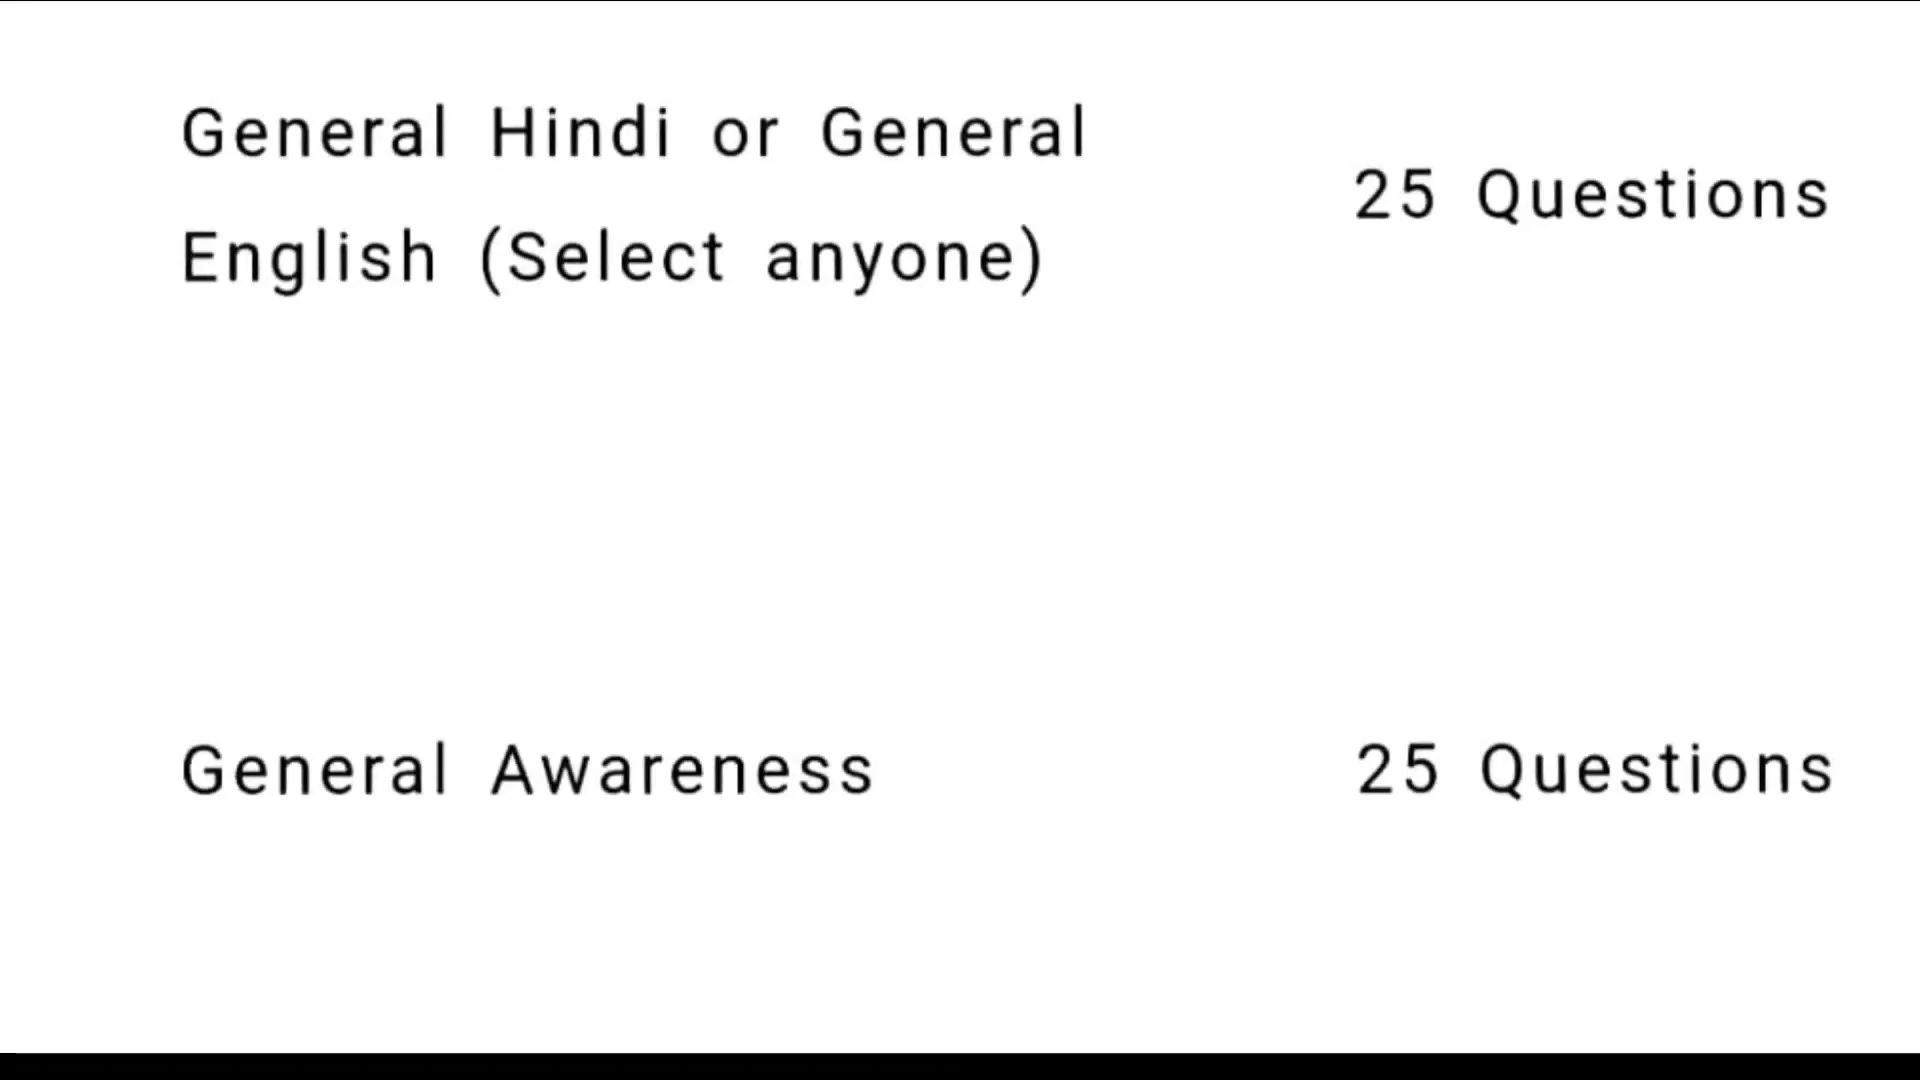 General Hindi or General
English (Select anyone)
25 Questions
General Awareness
25 Questions